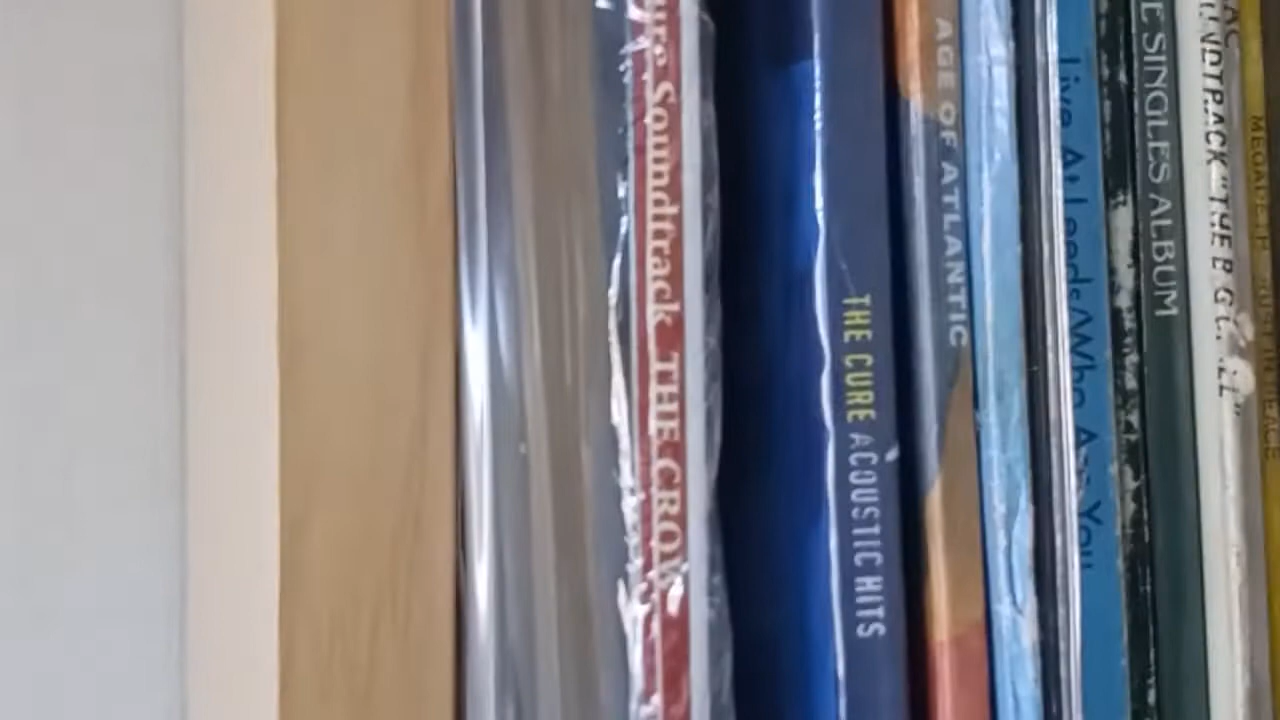 Soundtrack THE CROW
THE CURE ACOUSTIC HITS
AGE OF ATLANTIC
Live At Leeds/Who Are You
SINGLES ALBUM
"THE B
MEGADETH